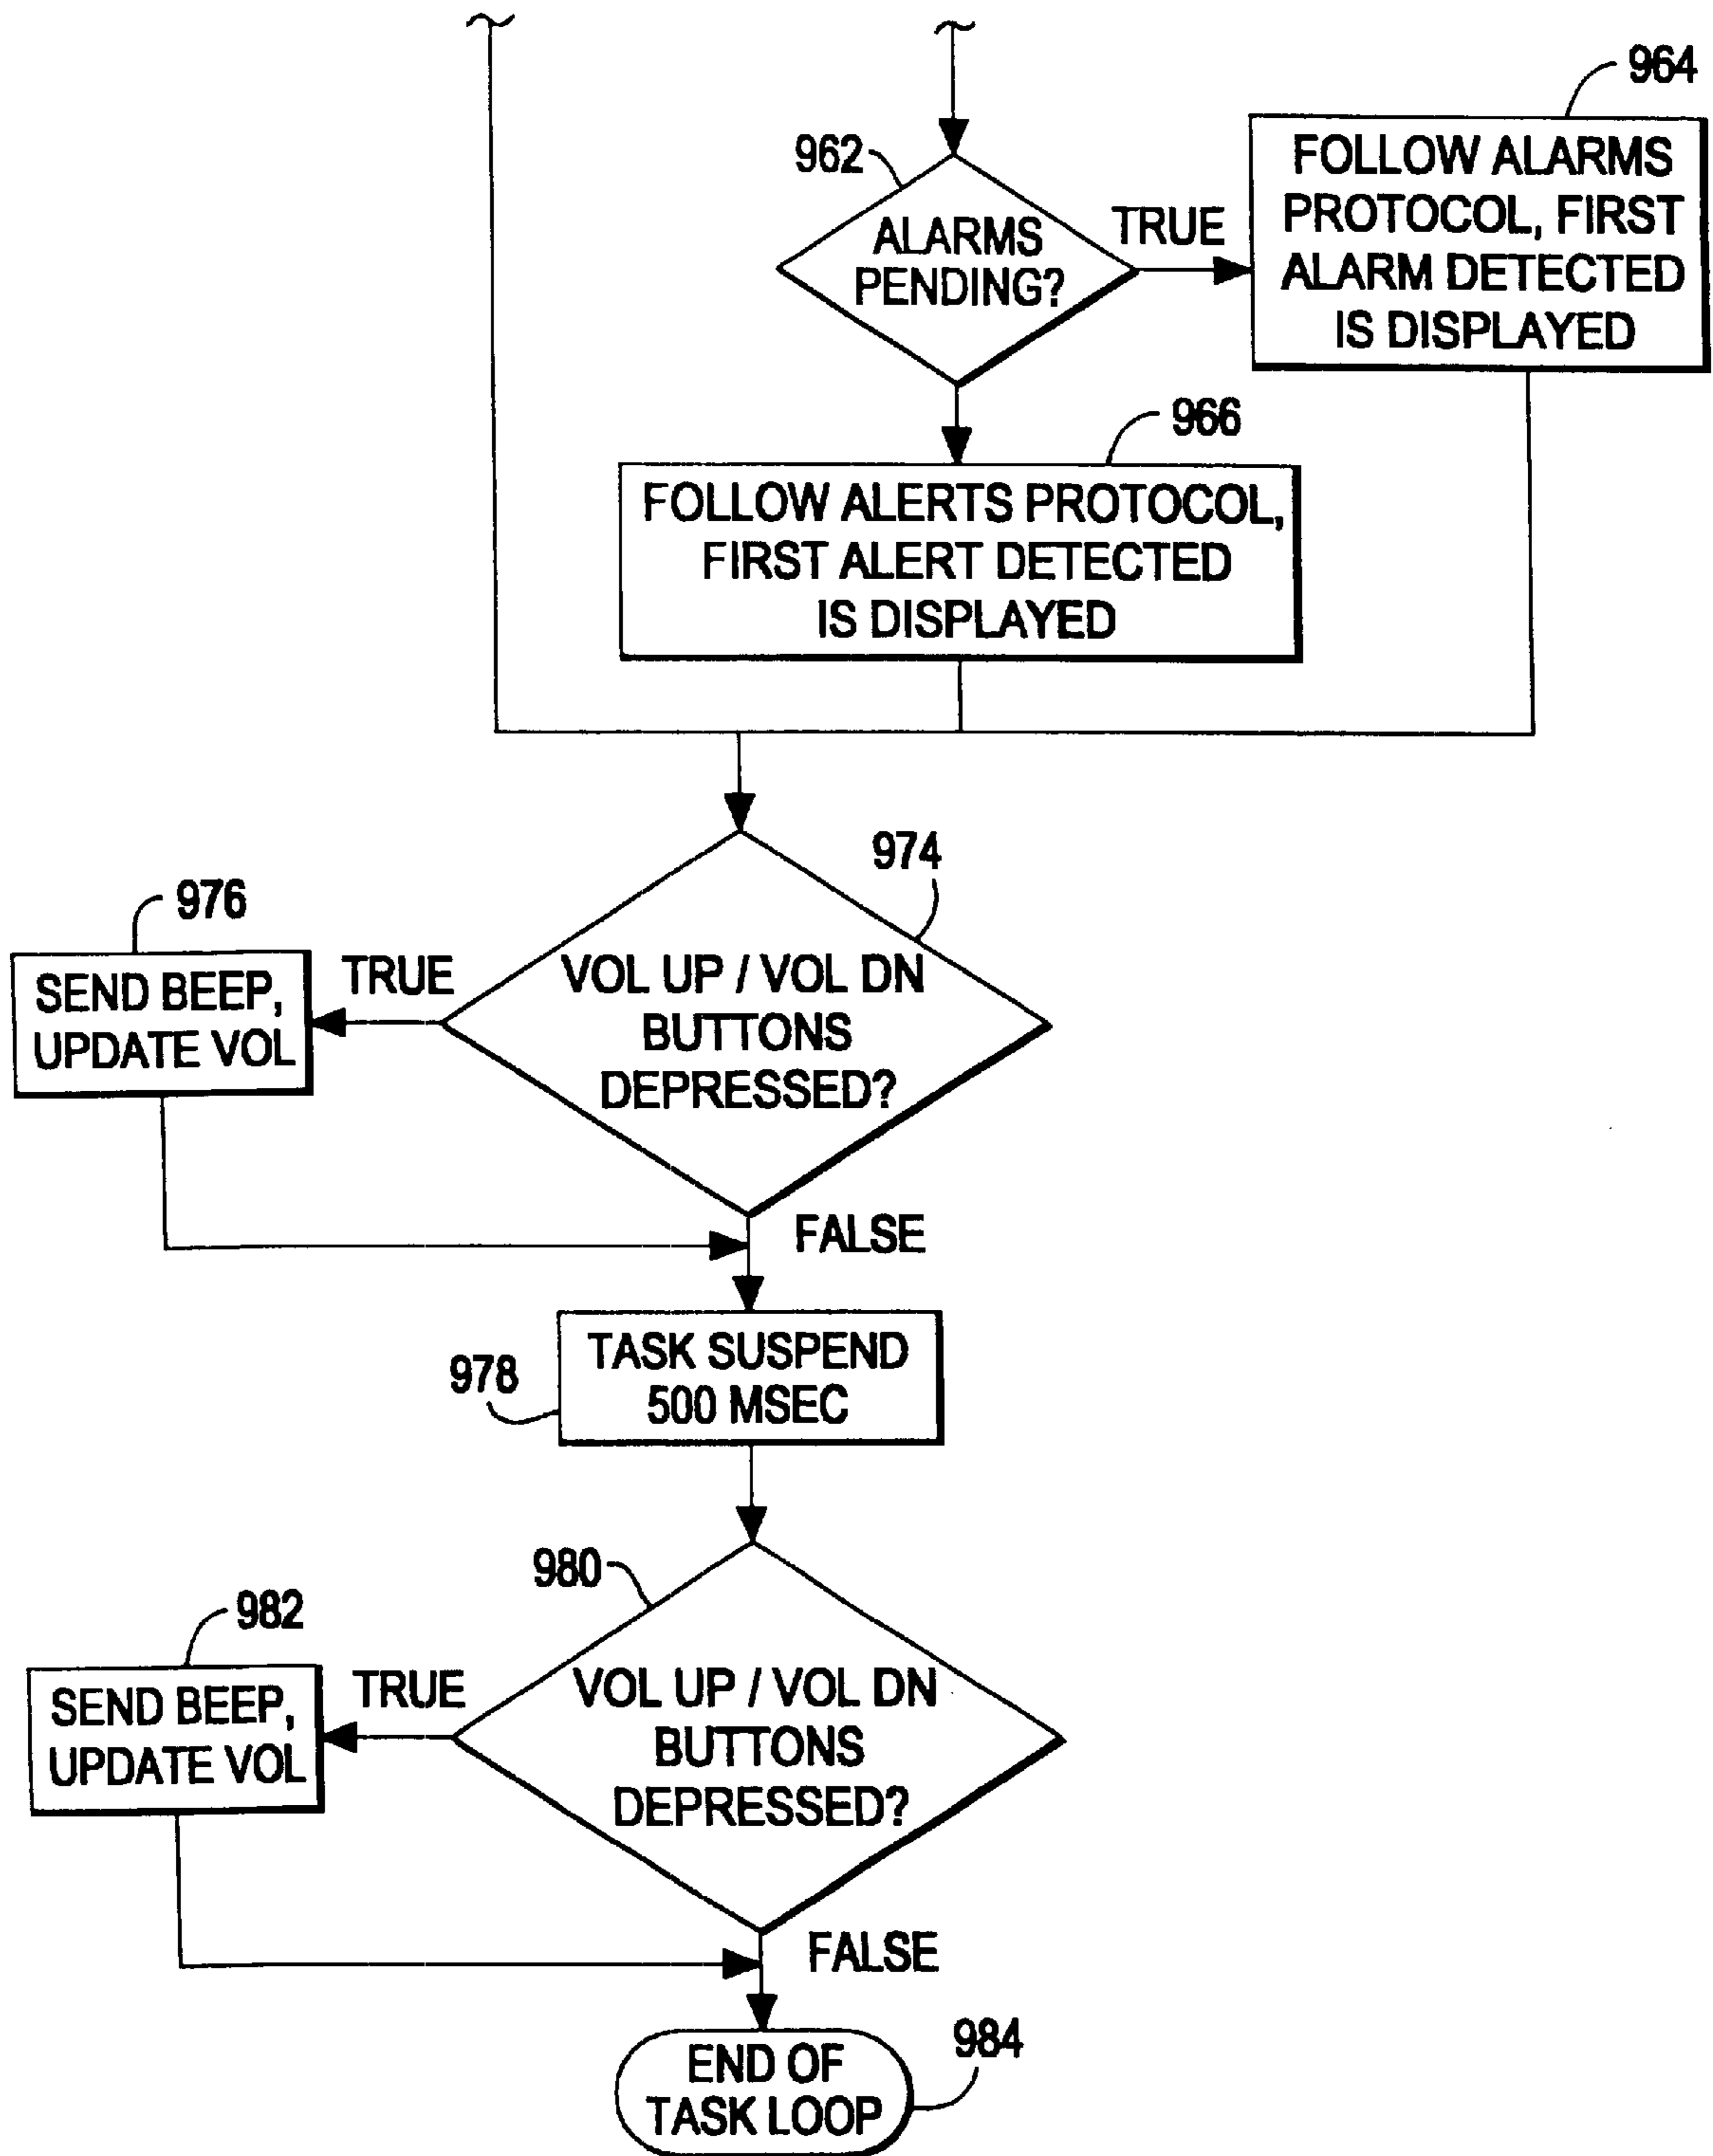 964
FOLLOW ALARMS
PROTOCOL, FIRST
ALARM DETECTED
IS DISPLAYED
962
ALARMS
PENDING?
TRUE
966
FOLLOW ALERTS PROTOCOL,
FIRST ALERT DETECTED
IS DISPLAYED
974
VOL UP / VOL DN
BUTTONS
DEPRESSED?
TRUE
976
SEND BEEP,
UPDATE VOL
FALSE
TASK SUSPEND
500 MSEC
978
980
VOL UP / VOL DN
BUTTONS
DEPRESSED?
TRUE
982
SEND BEEP,
UPDATE VOL
FALSE
END OF
TASK LOOP
984